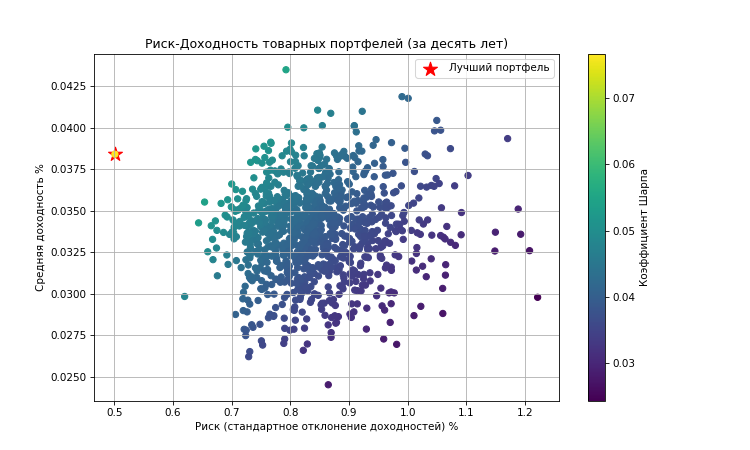 Риск-Доходность товарных портфелей (за десять лет)
Лучший портфель
Средняя доходность %
0.0425
0.0400
0.0375
0.0350
0.0325
0.0300
0.0275
0.0250
0.5 0.6 0.7 0.8 0.9 1.0 1.1 1.2
Риск (стандартное отклонение доходностей) %
0.07
0.06
0.05
0.04
0.03
Коэффициент Шарпа